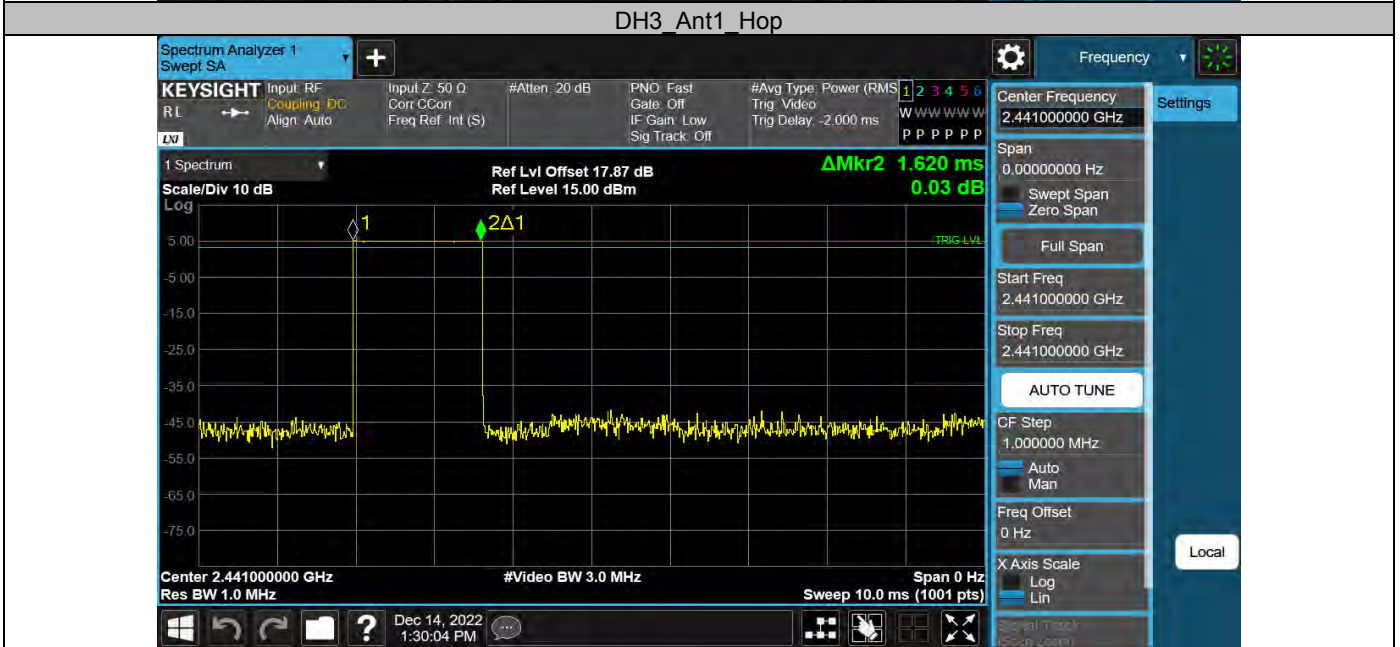 DH3_Ant1_Hop
Spectrum Analyzer 1
Swept SA
Frequency
KEYSIGHT
RL
LXI
Input: RF
Coupling: DC
Align: Auto
Input Z: 50 Ω
Corr CCorr
Freq Ref: Int (S)
#Atten: 20 dB
PNO: Fast
Gate: Off
IF Gain: Low
Sig Track: Off
#Avg Type: Power (RMS
Trig: Video
Trig Delay: -2.000 ms
1 2 3 4 5 6
W W W W W W
P P P P P P
Center Frequency
2.441000000 GHz
Settings
1 Spectrum
Scale/Div 10 dB
Ref Lvl Offset 17.87 dB
Ref Level 15.00 dBm
ΔMkr2 1.620 ms
0.03 dB
Span
0.00000000 Hz
Swept Span
Zero Span
Log
1
2Δ1
TRIG LVL
5.00
-5.00
-15.0
-25.0
-35.0
-45.0
-55.0
-65.0
-75.0
Full Span
Start Freq
2.441000000 GHz
Stop Freq
2.441000000 GHz
AUTO TUNE
CF Step
1.000000 MHz
Auto
Man
Freq Offset
0 Hz
X Axis Scale
Log
Lin
Local
Center 2.441000000 GHz
Res BW 1.0 MHz
#Video BW 3.0 MHz
Span 0 Hz
Sweep 10.0 ms (1001 pts)
?
Dec 14, 2022
1:30:04 PM